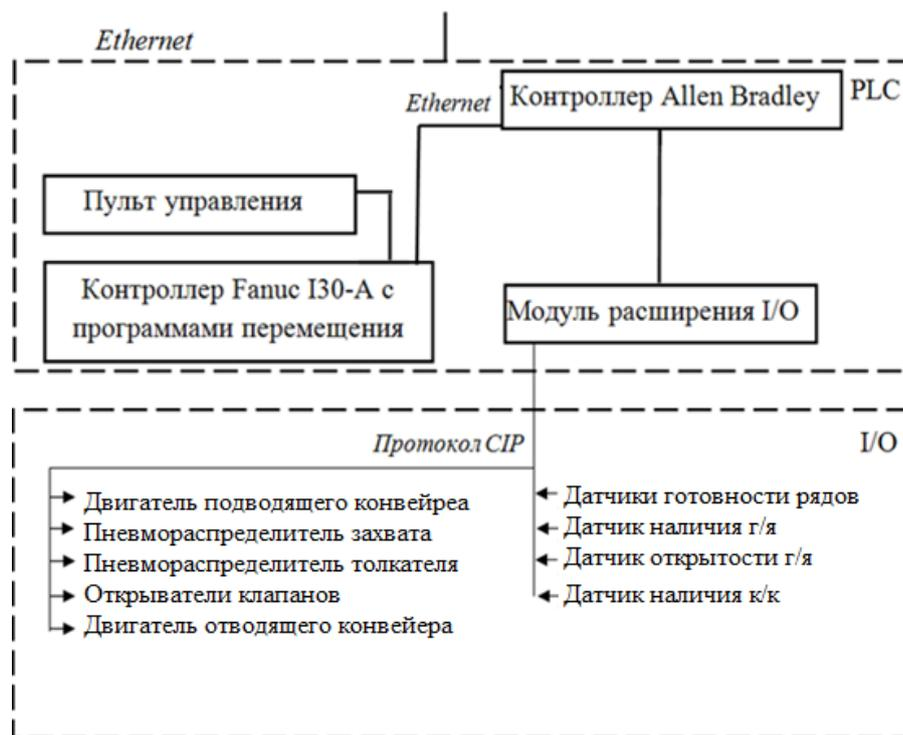 Ethernet
PLC
Контроллер Allen Bradley
Ethernet
Пульт управления
Контроллер Fanuc I30-A с
программами перемещения
Модуль расширения I/O
I/O
Протокол CIP
Двигатель подводящего конвейреа
Пневмораспределитель захвата
Пневмораспределитель толкателя
Открыватели клапанов
Двигатель отводящего конвейера
Датчики готовности рядов
Датчик наличия г/я
Датчик открытости г/я
Датчик наличия к/к